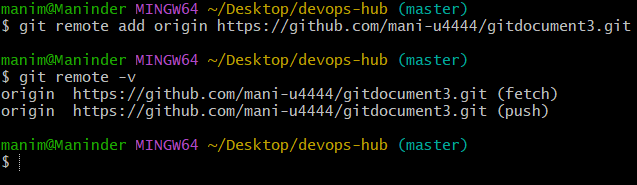 manim@Maninder MINGW64 ~/Desktop/devops-hub (master)
$ git remote add origin https://github.com/mani-u4444/gitdocument3.git
manim@Maninder MINGW64 ~/Desktop/devops-hub (master)
$ git remote -v
origin  https://github.com/mani-u4444/gitdocument3.git (fetch)
origin  https://github.com/mani-u4444/gitdocument3.git (push)
manim@Maninder MINGW64 ~/Desktop/devops-hub (master)
$